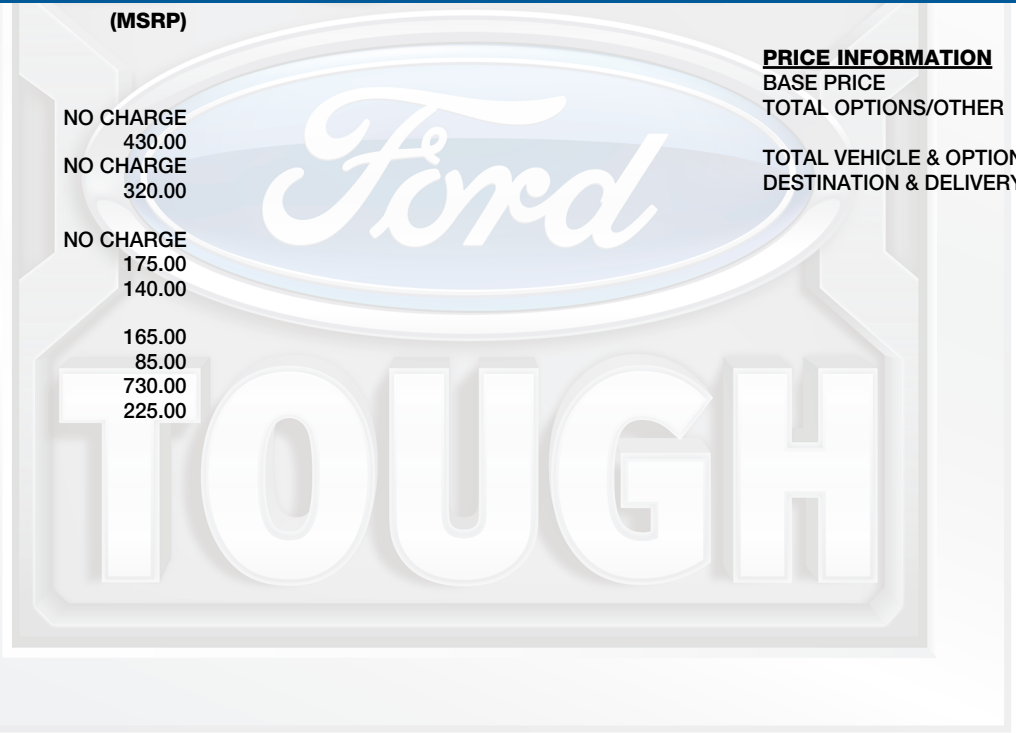 (MSRP)
NO CHARGE
430.00
NO CHARGE
320.00
NO CHARGE
175.00
140.00
165.00
85.00
730.00
225.00
PRICE INFORMATION
BASE PRICE
TOTAL OPTIONS/OTHER
TOTAL VEHICLE & OPTION
DESTINATION & DELIVERY
Ford
TOUGH